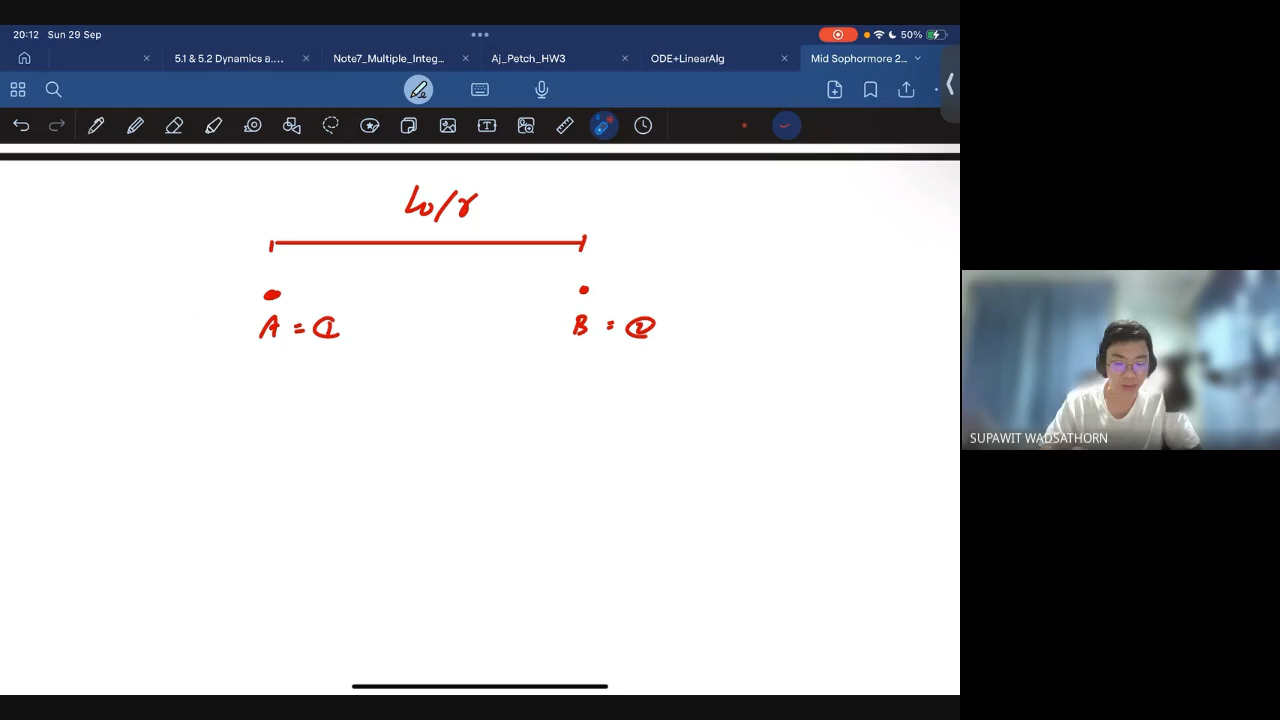 20:12 Sun 29 Sep
50%
5.1 & 5.2 Dynamics a....
Note7_Multiple_Integ...
Aj_Petch_HW3
ODE+LinearAlg
Mid Sophormore 2...
L₀/γ
A = ①
B = ②
SUPAWIT WADSATHORN